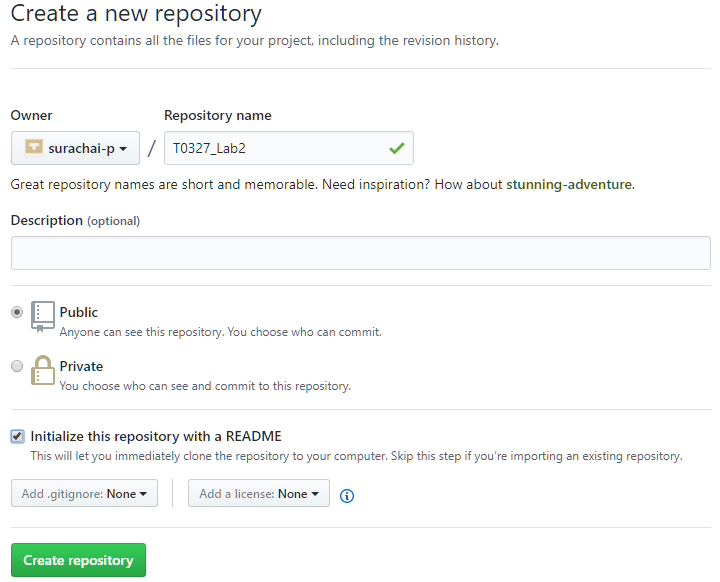 Create a new repository
A repository contains all the files for your project, including the revision history.
Owner Repository name
surachai-p / T0327_Lab2
Great repository names are short and memorable. Need inspiration? How about stunning-adventure.
Description (optional)
Public
Anyone can see this repository. You choose who can commit.
Private
You choose who can see and commit to this repository.
Initialize this repository with a README
This will let you immediately clone the repository to your computer. Skip this step if you're importing an existing repository.
Add .gitignore: None Add a license: None
Create repository